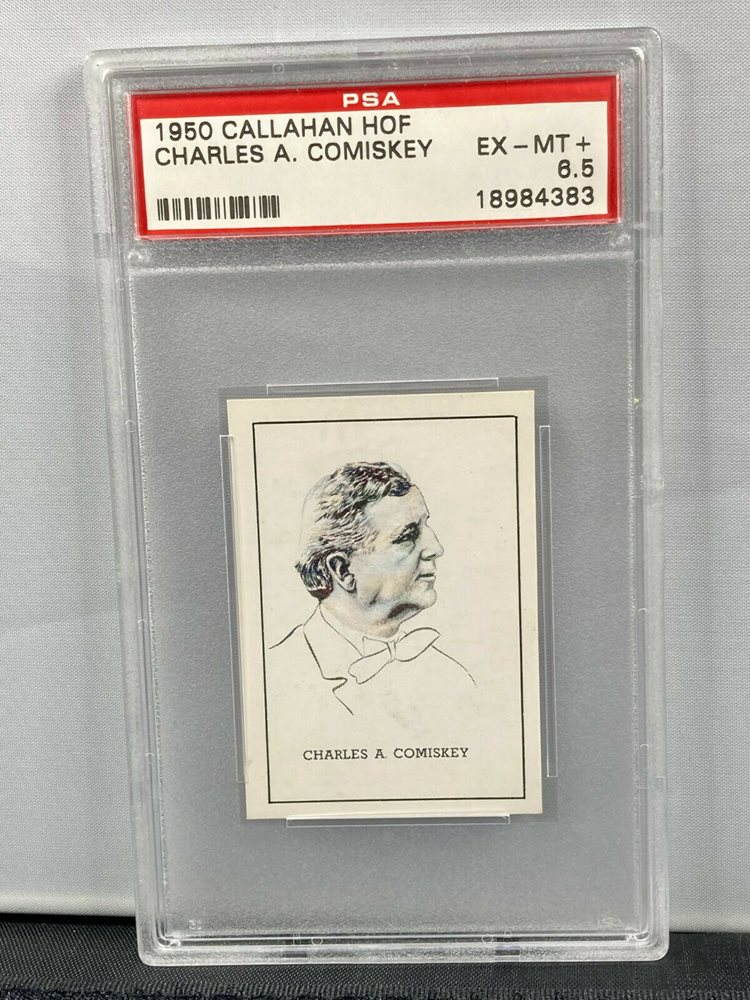 PSA
1950 CALLAHAN HOF
CHARLES A. COMISKEY EX-MT+
6.5
18984383
CHARLES A. COMISKEY